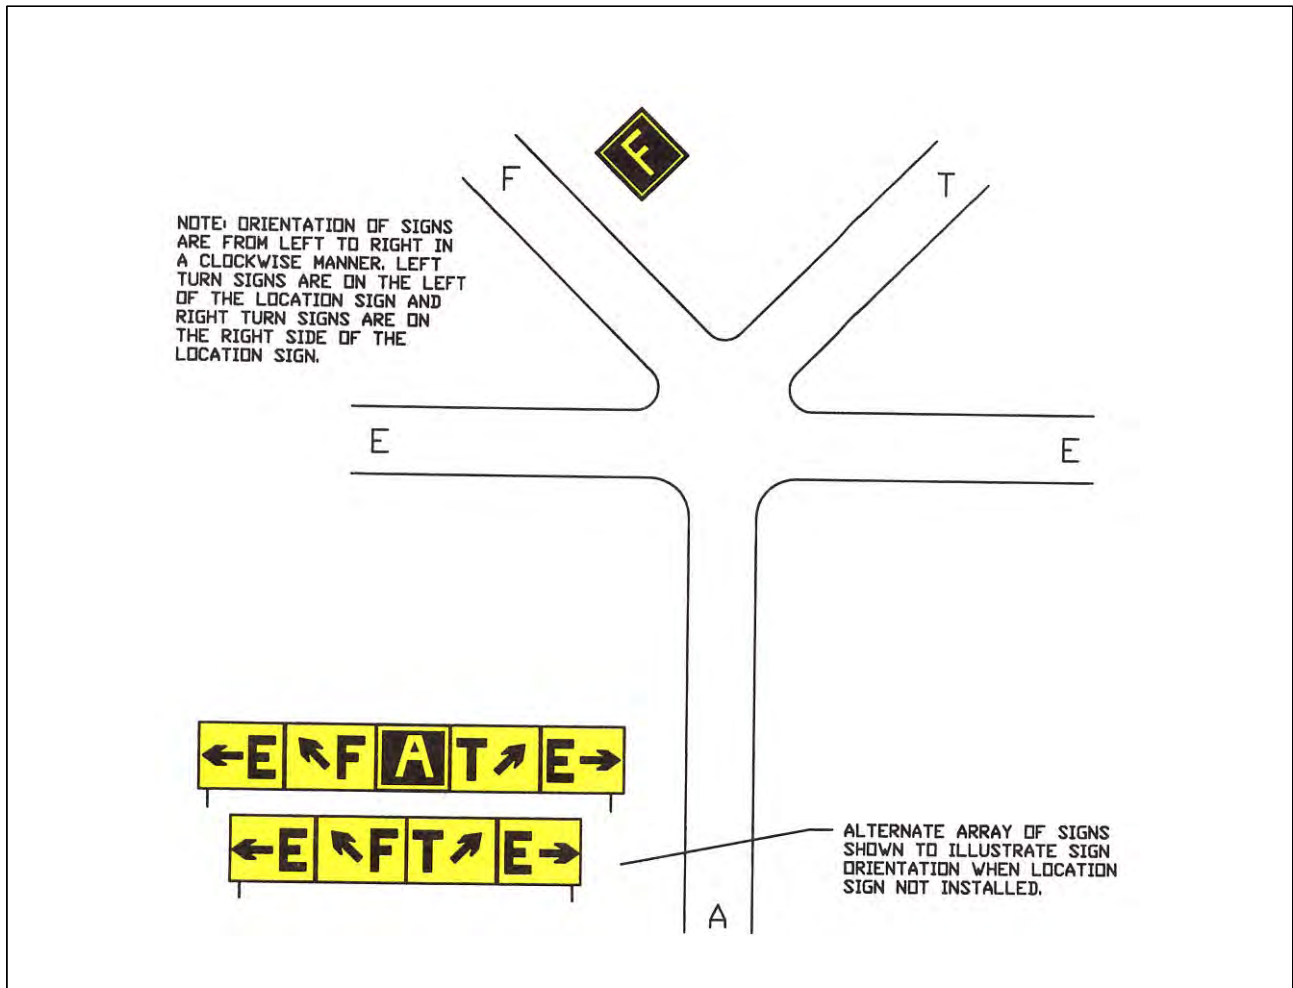 F
F
T
NOTE: ORIENTATION OF SIGNS
ARE FROM LEFT TO RIGHT IN
A CLOCKWISE MANNER. LEFT
TURN SIGNS ARE ON THE LEFT
OF THE LOCATION SIGN AND
RIGHT TURN SIGNS ARE ON
THE RIGHT SIDE OF THE
LOCATION SIGN.
E
E
←E ↖F A T↗ E→
←E ↖F T↗ E→
ALTERNATE ARRAY OF SIGNS
SHOWN TO ILLUSTRATE SIGN
ORIENTATION WHEN LOCATION
SIGN NOT INSTALLED.
A